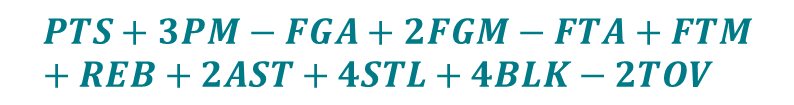 PTS + 3PM − FGA + 2FGM − FTA + FTM
+ REB + 2AST + 4STL + 4BLK − 2TOV